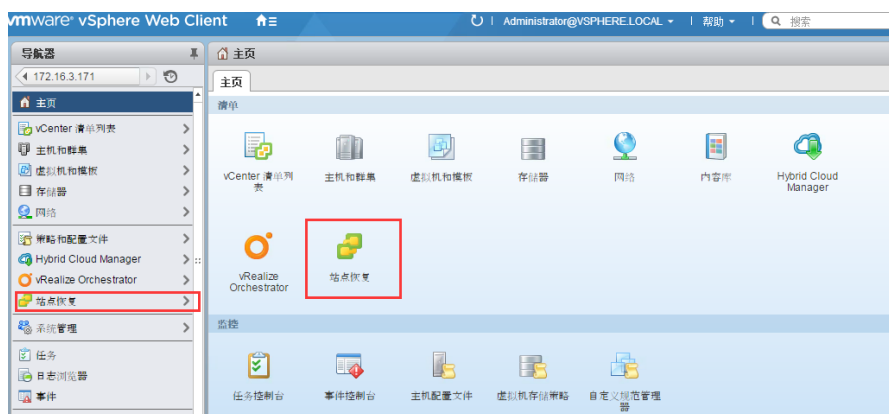 vmware® vSphere Web Client
Administrator@VSPHERE.LOCAL
帮助
搜索
导航器
172.16.3.171
主页
vCenter 清单列表
主机和群集
虚拟机和模板
存储器
网络
策略和配置文件
Hybrid Cloud Manager
vRealize Orchestrator
站点恢复
系统管理
任务
日志浏览器
事件
主页
主页
清单
vCenter 清单列
表
主机和群集
虚拟机和模板
存储器
网络
内容库
Hybrid Cloud
Manager
vRealize
Orchestrator
站点恢复
监控
任务控制台
事件控制台
主机配置文件
虚拟机存储策略
自定义规范管理
器